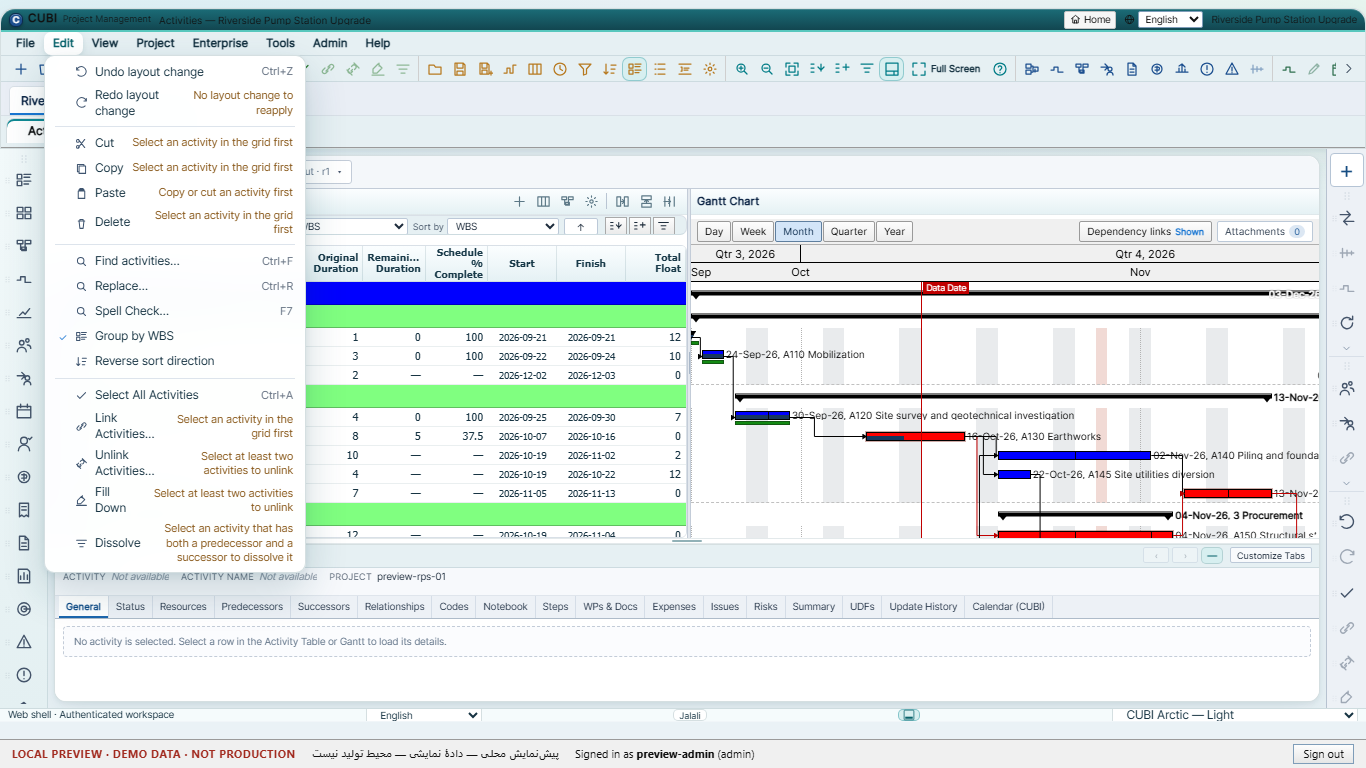 CUBI Project Management Activities — Riverside Pump Station Upgrade
Home English Riverside Pump Station Upgrade
File Edit View Project Enterprise Tools Admin Help
Full Screen
Undo layout change Ctrl+Z
Redo layout change No layout change to reapply
Cut Select an activity in the grid first
Copy Select an activity in the grid first
Paste Copy or cut an activity first
Delete Select an activity in the grid first
Find activities... Ctrl+F
Replace... Ctrl+R
Spell Check... F7
Group by WBS
Reverse sort direction
Select All Activities Ctrl+A
Link Activities... Select an activity in the grid first
Unlink Activities... Select at least two activities to unlink
Fill Down Select at least two activities to unlink
Dissolve Select an activity that has both a predecessor and a successor to dissolve it
· r1
Sort by WBS
Original Duration Remaini... Duration Schedule % Complete Start Finish Total Float
1 0 100 2026-09-21 2026-09-21 12
3 0 100 2026-09-22 2026-09-24 10
2 — — 2026-12-02 2026-12-03 0
4 0 100 2026-09-25 2026-09-30 7
8 5 37.5 2026-10-07 2026-10-16 0
10 — — 2026-10-19 2026-11-02 2
4 — — 2026-10-19 2026-10-22 12
7 — — 2026-11-05 2026-11-13 0
12 — — 2026-10-19 2026-11-04 0
Gantt Chart
Day Week Month Quarter Year
Dependency links Shown Attachments 0
Qtr 3, 2026 Qtr 4, 2026
Sep Oct Nov
Data Date
24-Sep-26, A110 Mobilization
13-Nov-2
30-Sep-26, A120 Site survey and geotechnical investigation
16-Oct-26, A130 Earthworks
02-Nov-26, A140 Piling and founda
22-Oct-26, A145 Site utilities diversion
13-Nov-2
04-Nov-26, 3 Procurement
04-Nov-26, A150 Structural s
Customize Tabs
ACTIVITY Not available ACTIVITY NAME Not available PROJECT preview-rps-01
General Status Resources Predecessors Successors Relationships Codes Notebook Steps WPs & Docs Expenses Issues Risks Summary UDFs Update History Calendar (CUBI)
No activity is selected. Select a row in the Activity Table or Gantt to load its details.
Web shell · Authenticated workspace English Jalali CUBI Arctic — Light
LOCAL PREVIEW · DEMO DATA · NOT PRODUCTION پیش‌نمایش محلی — دادهٔ نمایشی — محیط تولید نیست Signed in as preview-admin (admin) Sign out